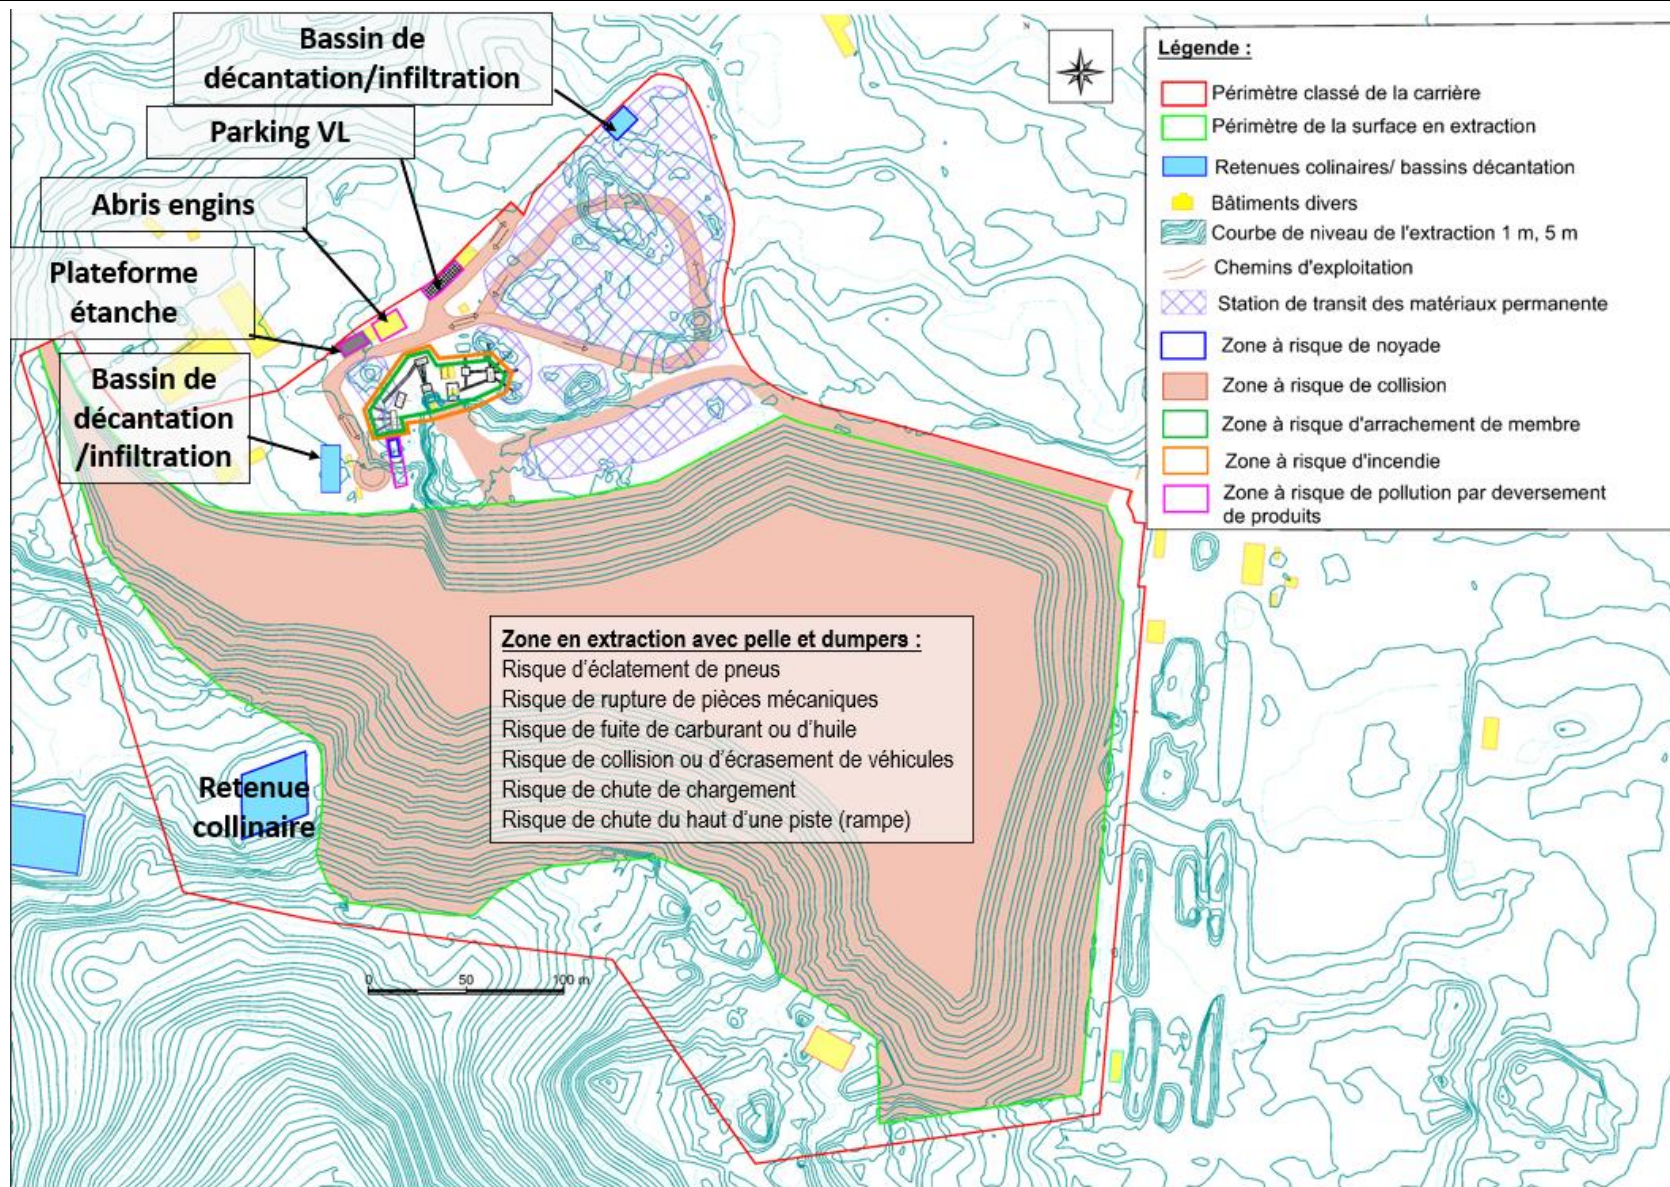 Bassin de
décantation/infiltration
Parking VL
Abris engins
Plateforme
étanche
Bassin de
décantation
/infiltration
N
Légende :
Périmètre classé de la carrière
Périmètre de la surface en extraction
Retenues colinaires/ bassins décantation
Bâtiments divers
Courbe de niveau de l'extraction 1 m, 5 m
Chemins d'exploitation
Station de transit des matériaux permanente
Zone à risque de noyade
Zone à risque de collision
Zone à risque d'arrachement de membre
Zone à risque d'incendie
Zone à risque de pollution par deversement
de produits
Zone en extraction avec pelle et dumpers :
Risque d'éclatement de pneus
Risque de rupture de pièces mécaniques
Risque de fuite de carburant ou d'huile
Risque de collision ou d'écrasement de véhicules
Risque de chute de chargement
Risque de chute du haut d'une piste (rampe)
Retenue
collinaire
0 50 100 m